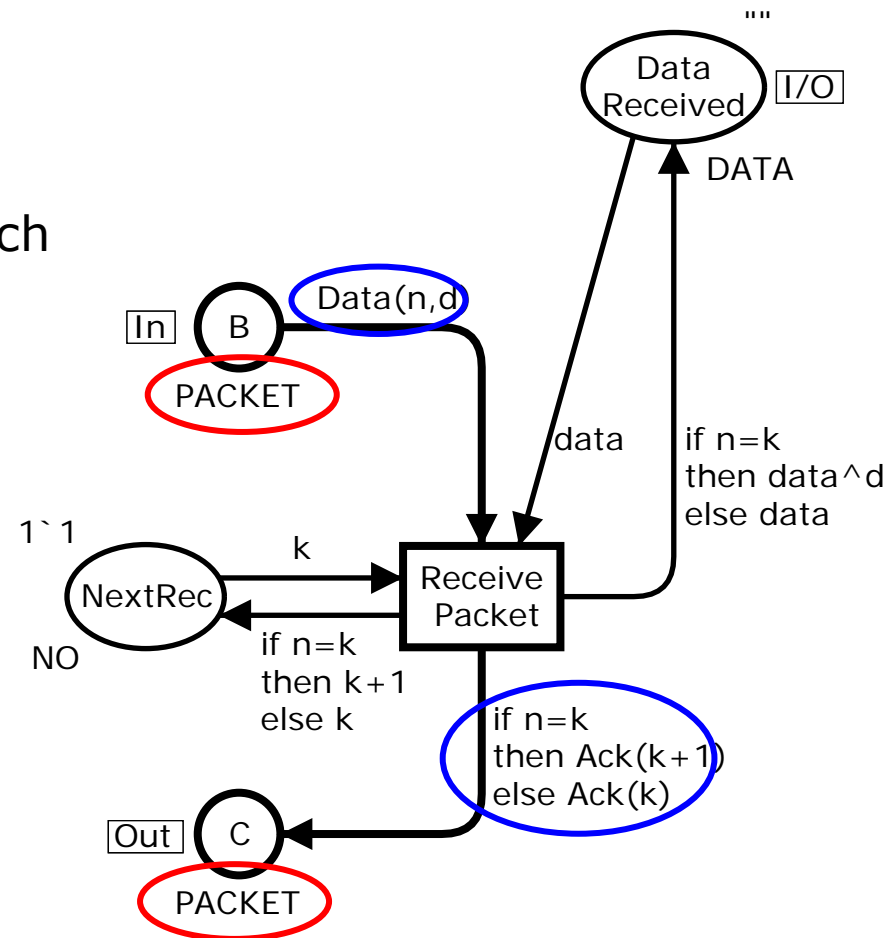 ""
Data
Received
I/O
DATA
ch
Data(n,d)
In
B
PACKET
data
if n=k
then data^d
else data
1`1
k
NextRec
Receive
Packet
NO
if n=k
then k+1
else k
if n=k
then Ack(k+1)
else Ack(k)
Out
C
PACKET